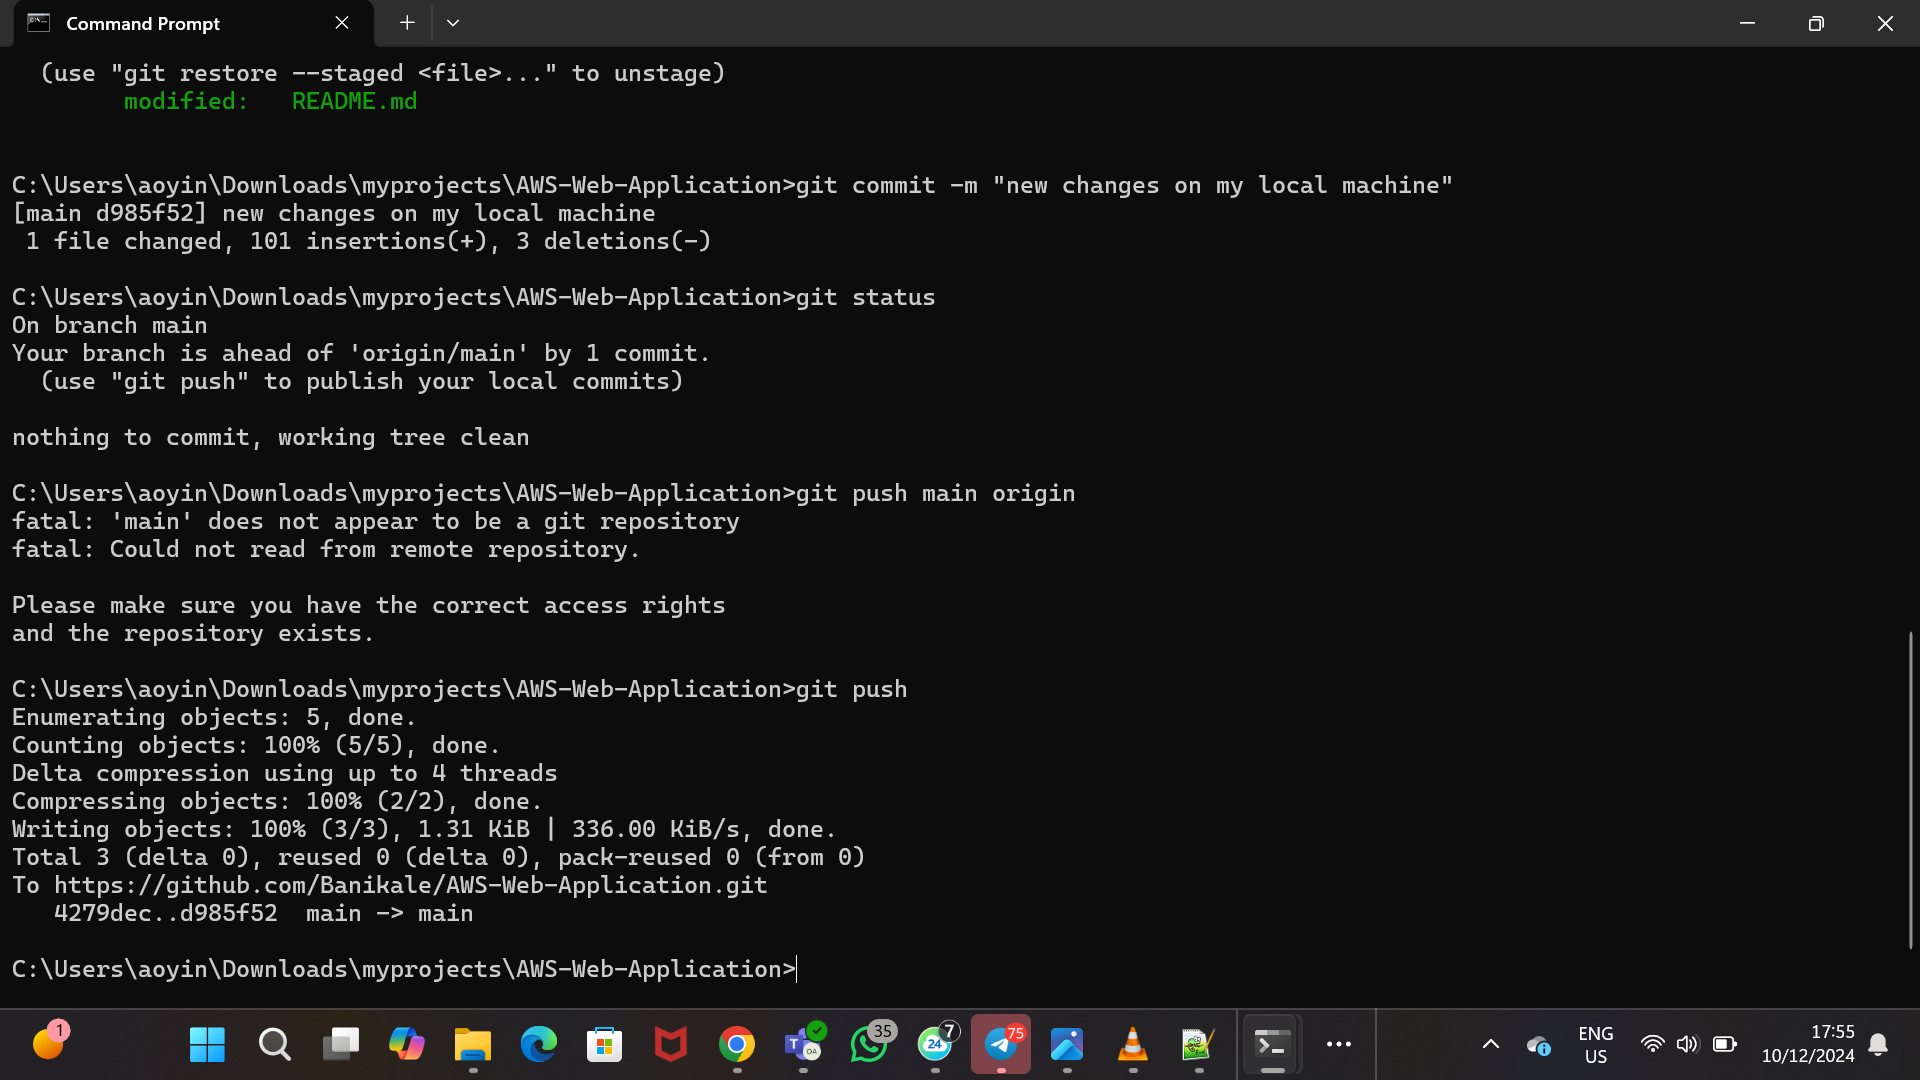 Command Prompt
(use "git restore --staged <file>..." to unstage)
modified:   README.md
C:\Users\aoyin\Downloads\myprojects\AWS-Web-Application>git commit -m "new changes on my local machine"
[main d985f52] new changes on my local machine
1 file changed, 101 insertions(+), 3 deletions(-)
C:\Users\aoyin\Downloads\myprojects\AWS-Web-Application>git status
On branch main
Your branch is ahead of 'origin/main' by 1 commit.
(use "git push" to publish your local commits)
nothing to commit, working tree clean
C:\Users\aoyin\Downloads\myprojects\AWS-Web-Application>git push main origin
fatal: 'main' does not appear to be a git repository
fatal: Could not read from remote repository.
Please make sure you have the correct access rights
and the repository exists.
C:\Users\aoyin\Downloads\myprojects\AWS-Web-Application>git push
Enumerating objects: 5, done.
Counting objects: 100% (5/5), done.
Delta compression using up to 4 threads
Compressing objects: 100% (2/2), done.
Writing objects: 100% (3/3), 1.31 KiB | 336.00 KiB/s, done.
Total 3 (delta 0), reused 0 (delta 0), pack-reused 0 (from 0)
To https://github.com/Banikale/AWS-Web-Application.git
4279dec..d985f52  main -> main
C:\Users\aoyin\Downloads\myprojects\AWS-Web-Application>
1
T
OA
35
24
7
75
ENG
US
17:55
10/12/2024